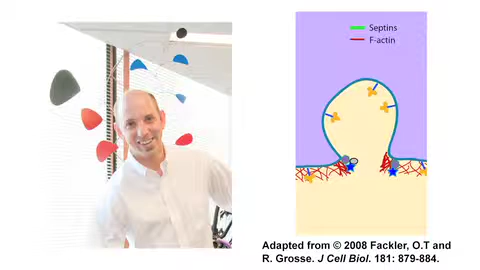 Septins
F-actin
Adapted from © 2008 Fackler, O.T and
R. Grosse. J Cell Biol. 181: 879-884.